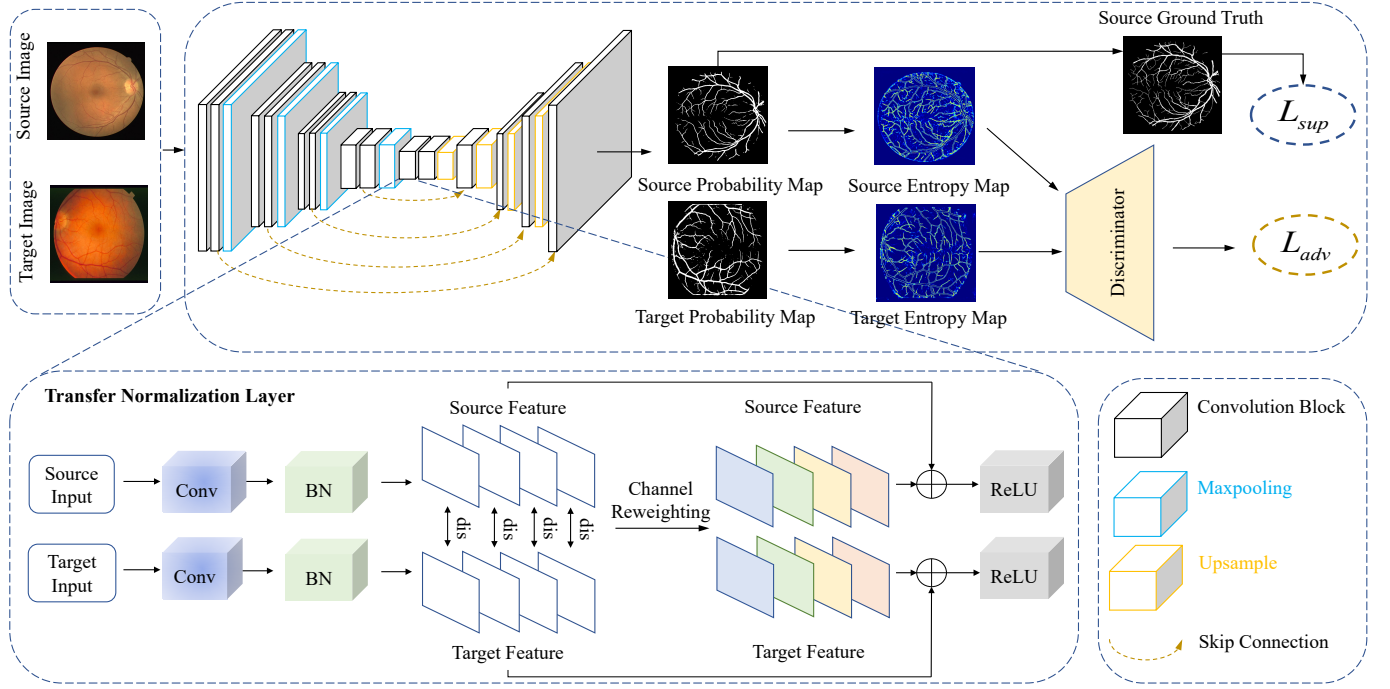 Source Image
Target Image
Source Ground Truth
L_sup
Source Probability Map
Source Entropy Map
Discriminator
L_adv
Target Probability Map
Target Entropy Map
Transfer Normalization Layer
Source Feature
Source Feature
Source
Input
Conv
BN
Channel
Reweighting
ReLU
dis
dis
dis
dis
Target
Input
Conv
BN
ReLU
Target Feature
Target Feature
Convolution Block
Maxpooling
Upsample
Skip Connection